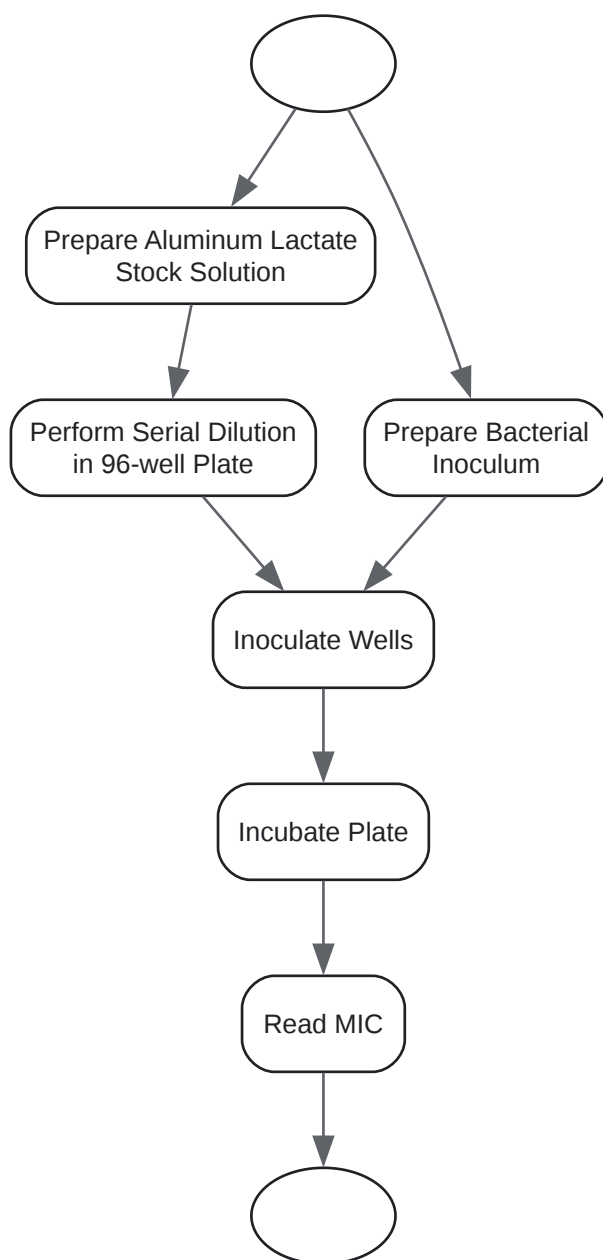 Prepare Aluminum Lactate
Stock Solution
Perform Serial Dilution
in 96-well Plate
Prepare Bacterial
Inoculum
Inoculate Wells
Incubate Plate
Read MIC